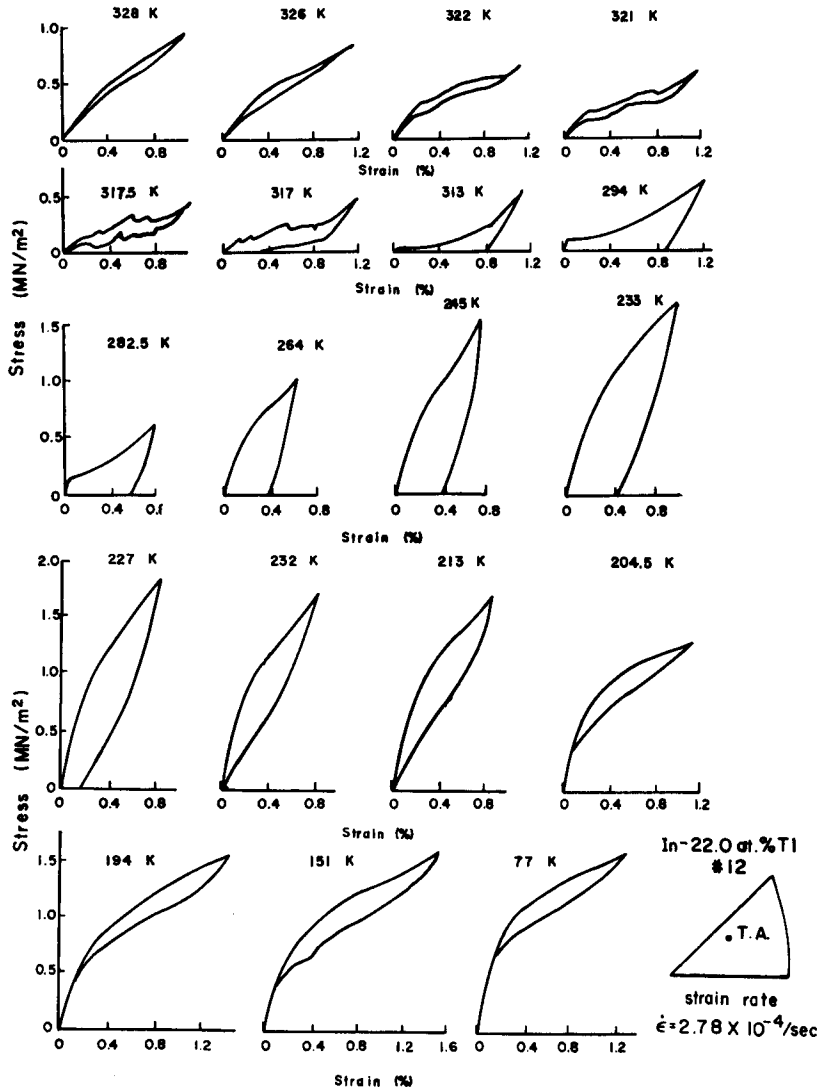 328 K 326 K 322 K 321 K
1.0
0.5
0
0 0.4 0.8 0 0.4 0.8 1.2 0 0.4 0.8 1.2 0 0.4 0.8 1.2
Strain (%)
317.5 K 317 K 313 K 294 K
0.5
0
0 0.4 0.8 0 0.4 0.8 1.2 0 0.4 0.8 1.2 0 0.4 0.8 1.2
Strain (%)
Stress (MN/m²)
282.5 K 264 K 245 K 233 K
1.5
1.0
0.5
0
0 0.4 0.8 0 0.4 0.8 0 0.4 0.8 0 0.4 0.8
Strain (%)
227 K 232 K 213 K 204.5 K
2.0
1.5
1.0
0.5
0
0 0.4 0.8 0 0.4 0.8 0 0.4 0.8 0 0.4 0.8 1.2
Strain (%)
Stress (MN/m²)
194 K 151 K 77 K
1.5
1.0
0.5
0
0 0.4 0.8 1.2 0 0.4 0.8 1.2 1.6 0 0.4 0.8 1.2
Strain (%)
In-22.0 at.%Tl
#12
T.A.
strain rate
ε̇=2.78 X 10⁻⁴/sec